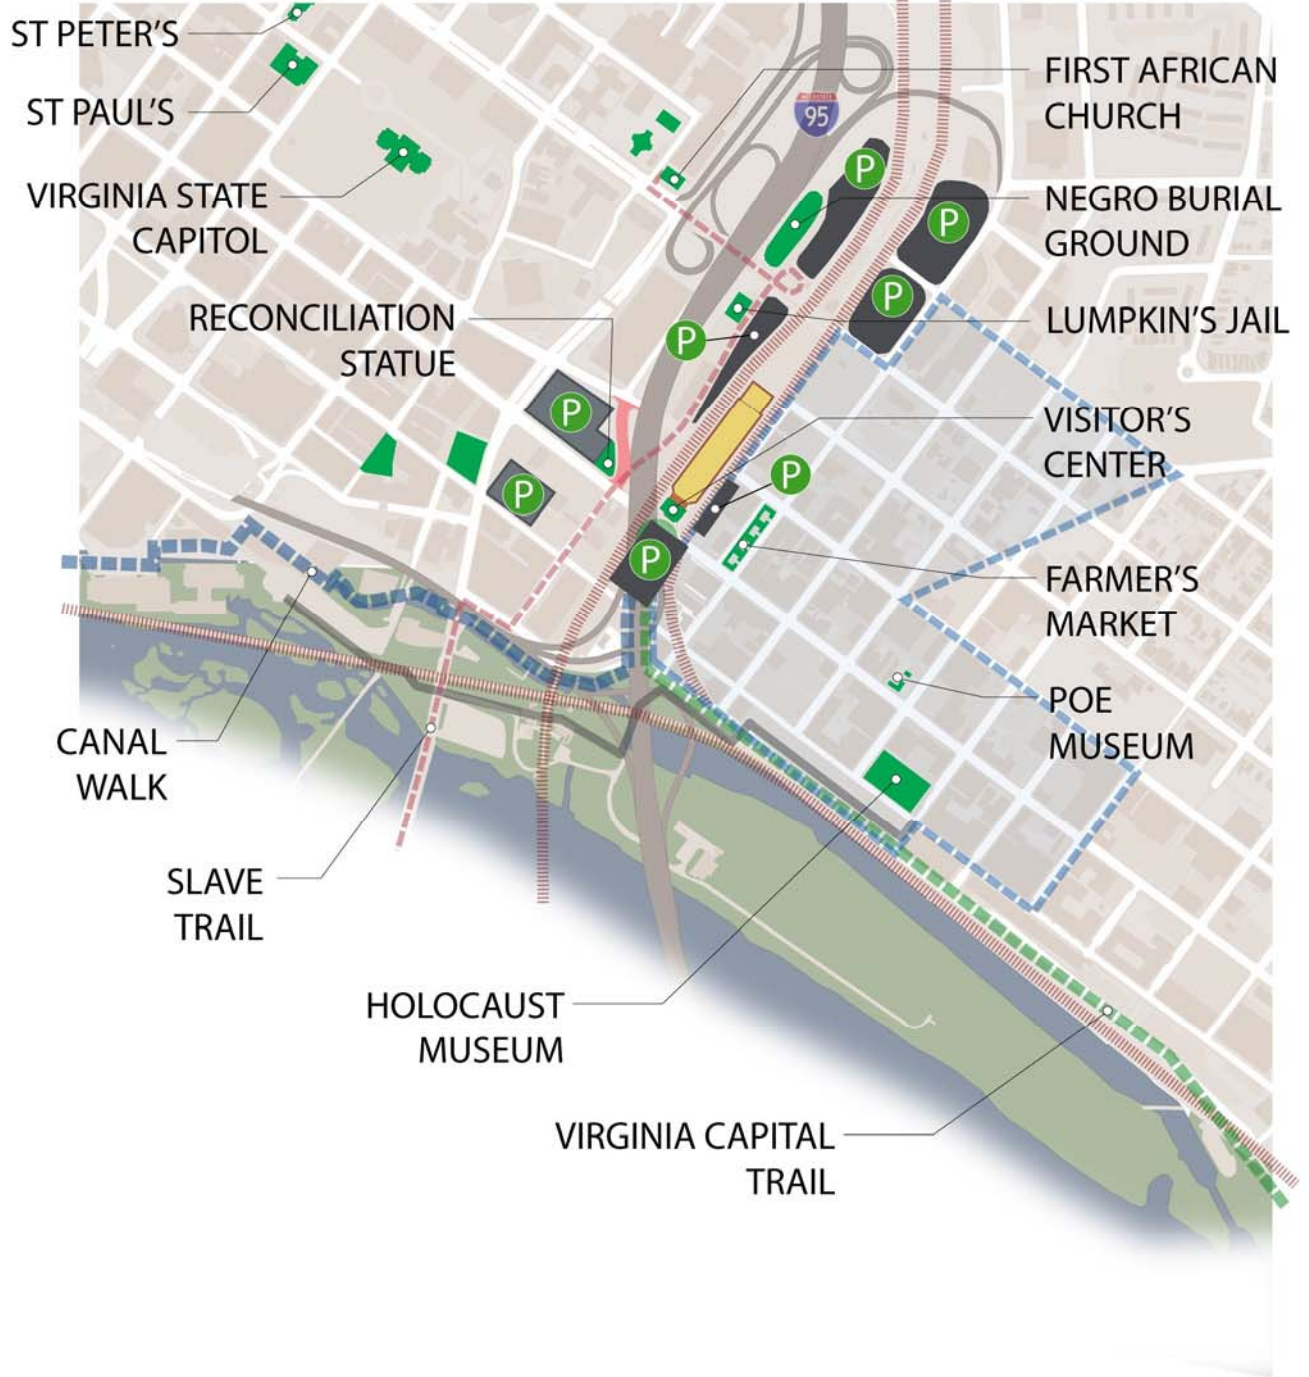 ST PETER'S
ST PAUL'S
VIRGINIA STATE
CAPITOL
RECONCILIATION
STATUE
95
FIRST AFRICAN
CHURCH
NEGRO BURIAL
GROUND
LUMPKIN'S JAIL
VISITOR'S
CENTER
FARMER'S
MARKET
POE
MUSEUM
P
P
P
P
P
P
P
P
CANAL
WALK
SLAVE
TRAIL
HOLOCAUST
MUSEUM
VIRGINIA CAPITAL
TRAIL